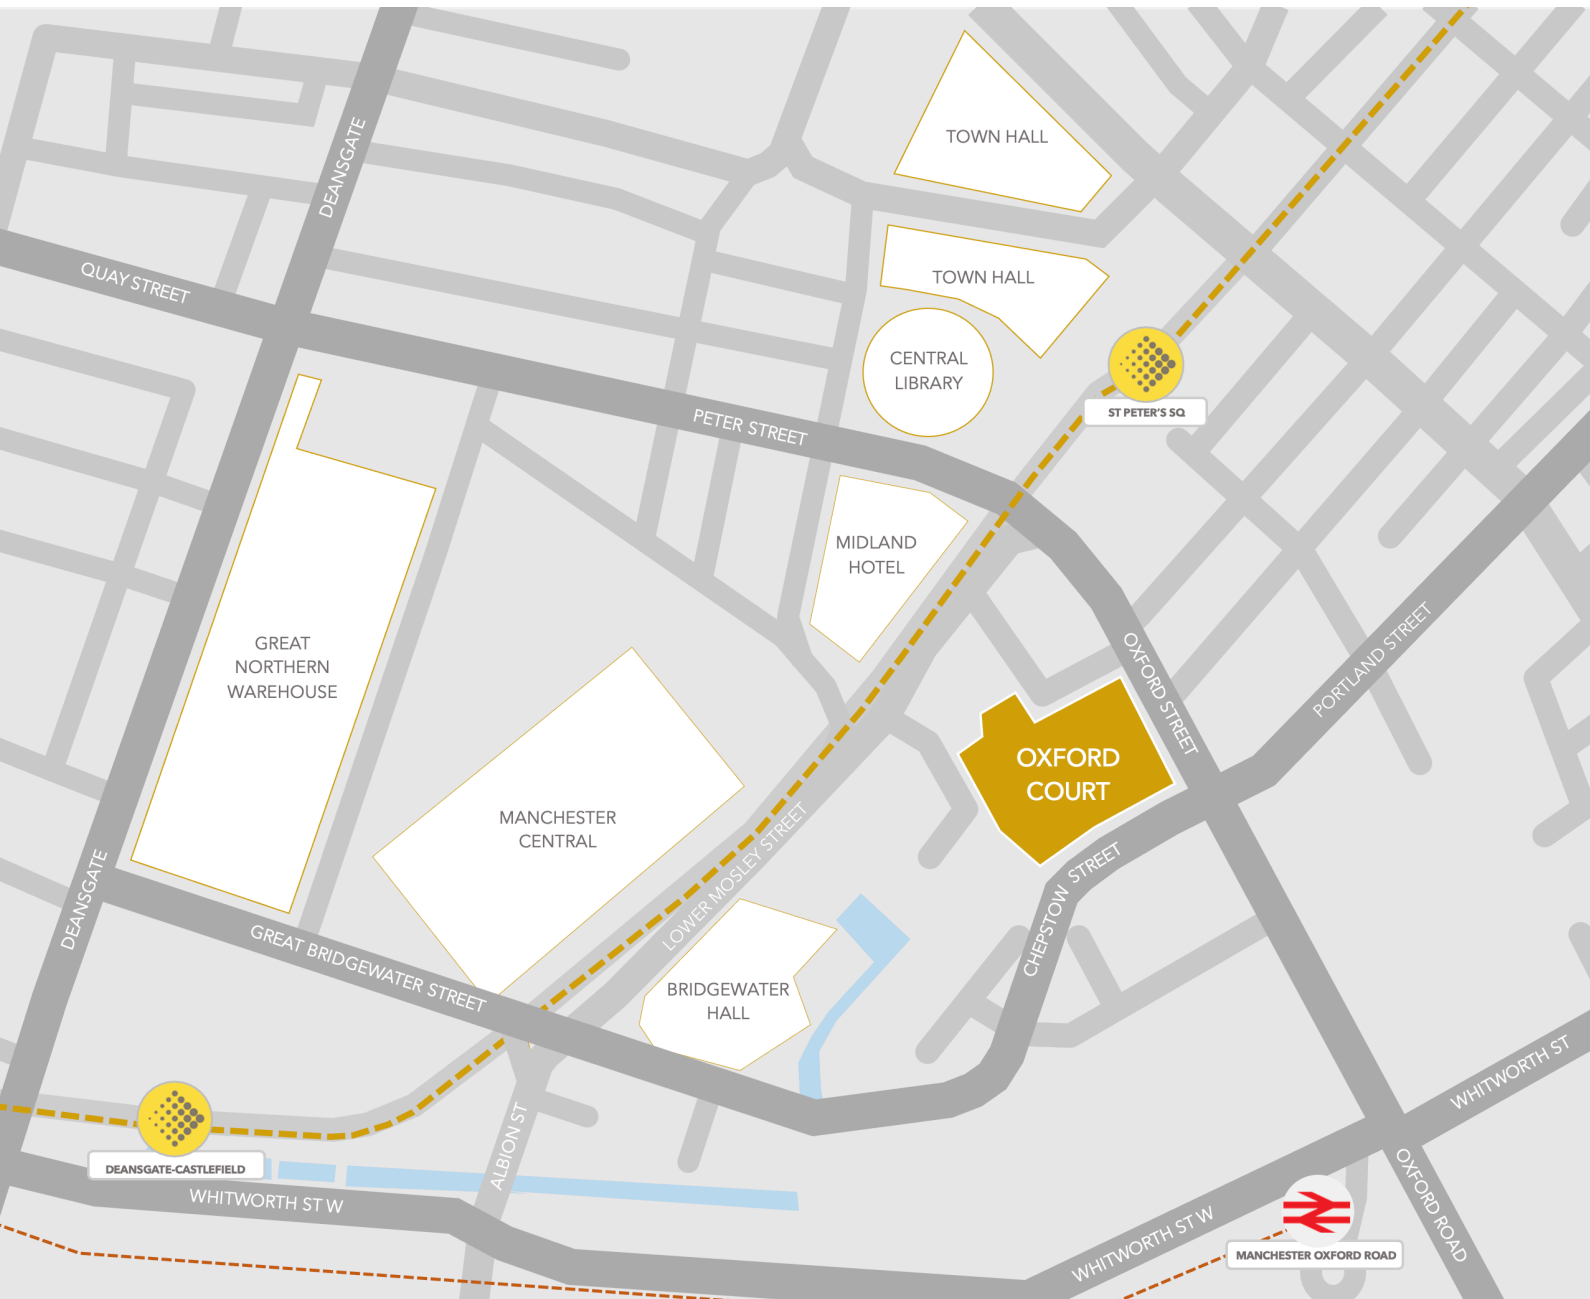 TOWN HALL
DEANSGATE
TOWN HALL
QUAY STREET
CENTRAL
LIBRARY
ST PETER'S SQ
PETER STREET
MIDLAND
HOTEL
GREAT
NORTHERN
WAREHOUSE
OXFORD STREET
PORTLAND STREET
OXFORD
COURT
MANCHESTER
CENTRAL
LOWER MOSLEY STREET
CHEPSTOW STREET
DEANSGATE
GREAT BRIDGEWATER STREET
BRIDGEWATER
HALL
WHITWORTH ST
ALBION ST
DEANSGATE-CASTLEFIELD
WHITWORTH ST W
WHITWORTH ST W
OXFORD ROAD
MANCHESTER OXFORD ROAD